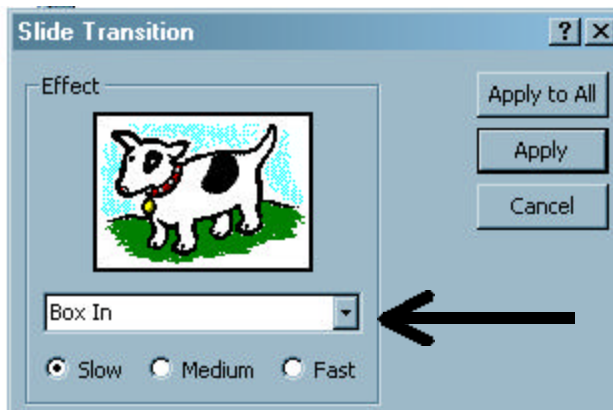 Slide Transition
Effect
Apply to All
Apply
Cancel
Box In
Slow Medium Fast